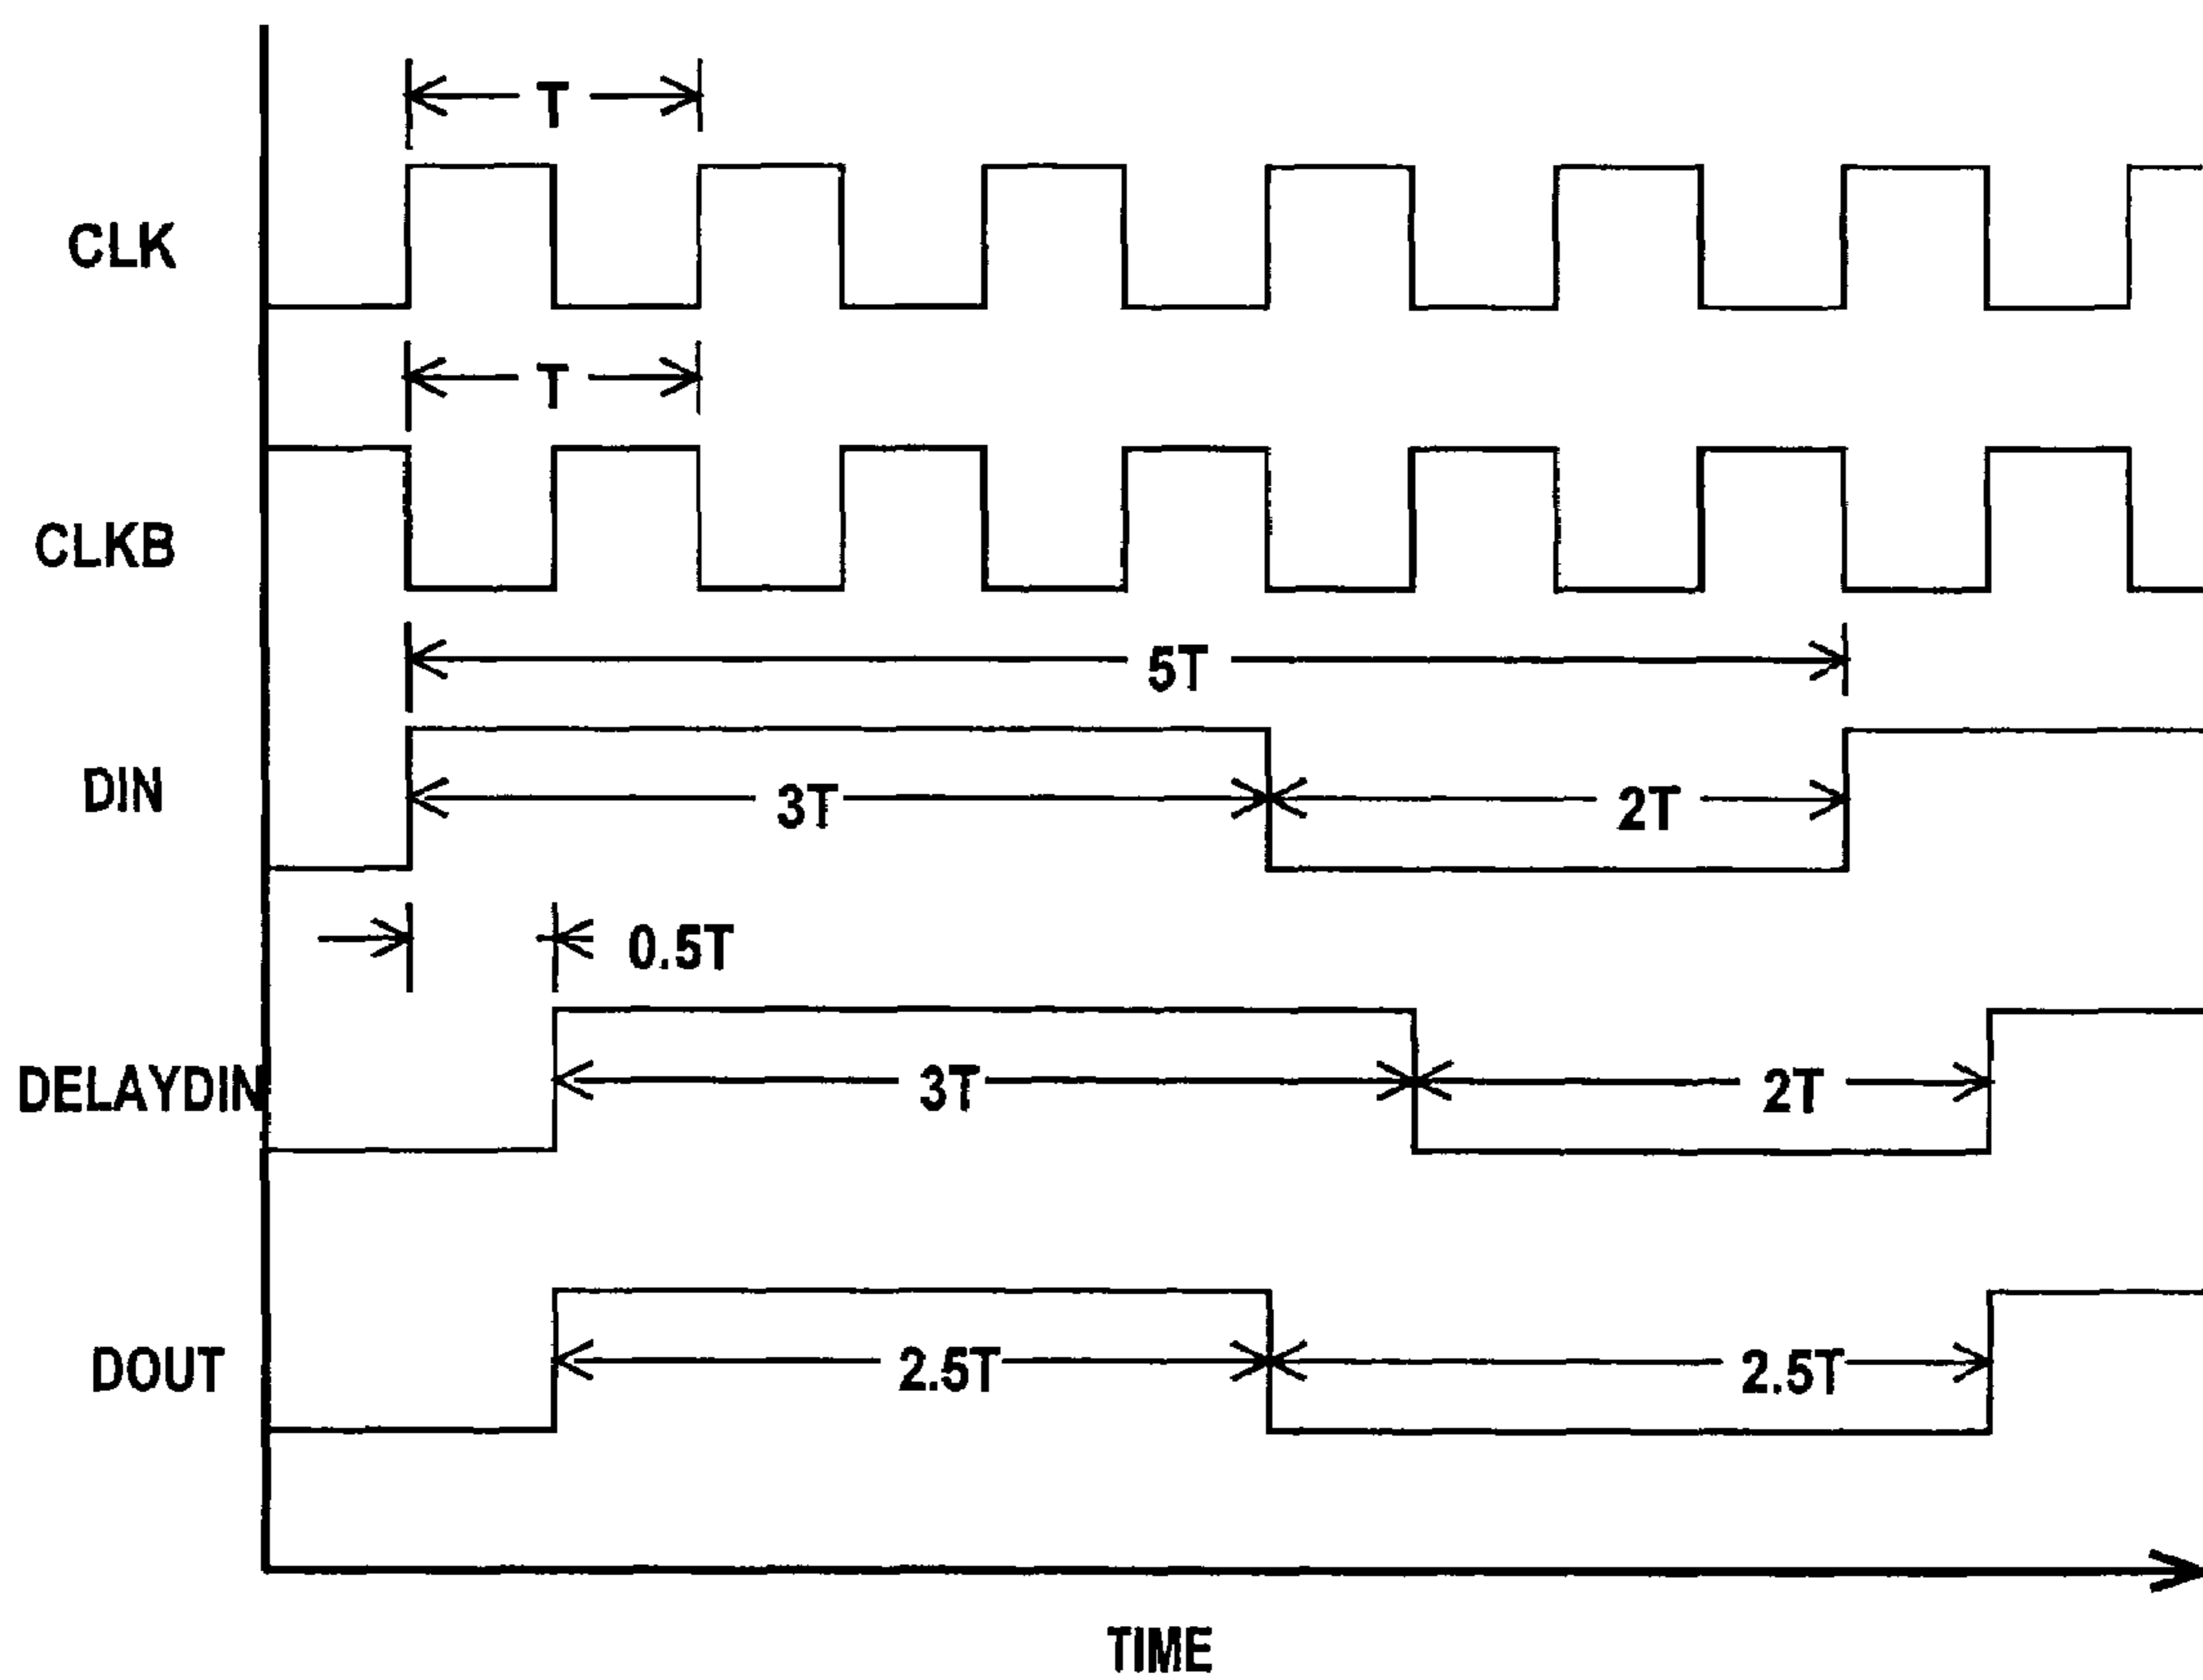 T
CLK
T
CLKB
5T
DIN
3T
2T
0.5T
DELAYDIN
3T
2T
DOUT
2.5T
2.5T
TIME